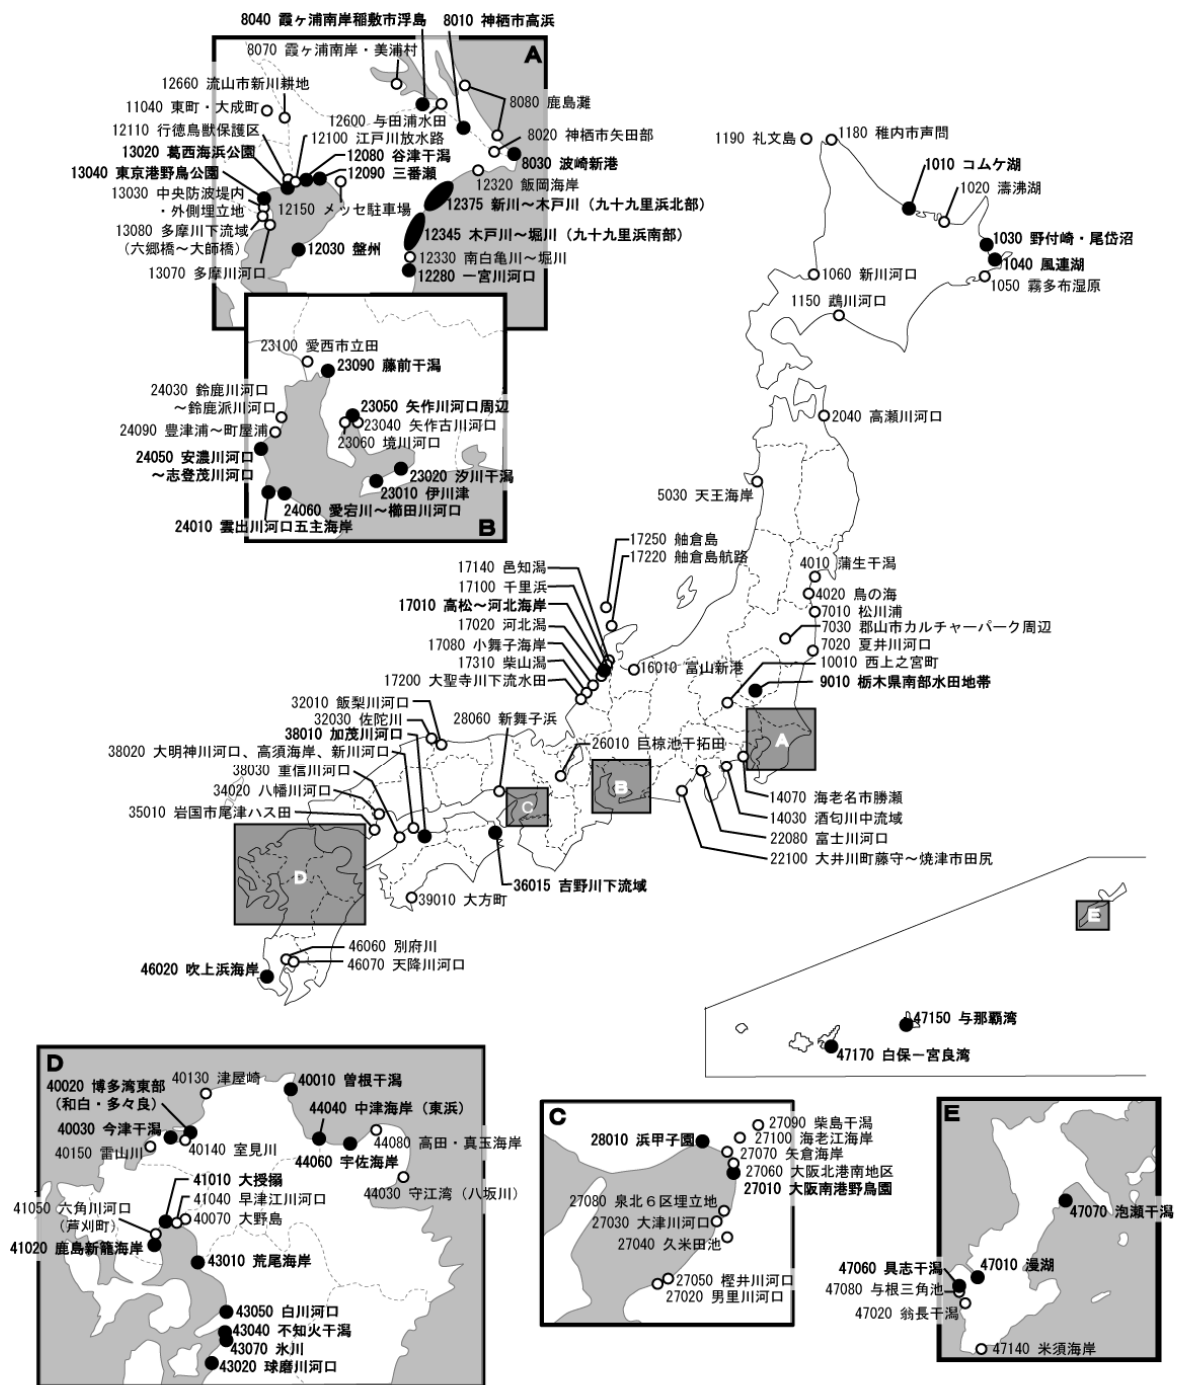 8040 霞ヶ浦南岸稲敷市浮島
8010 神栖市高浜
8070 霞ヶ浦南岸・美浦村
A
12660 流山市新川耕地
11040 東町・大成町
12600 与田浦水田
8080 鹿島灘
12110 行徳鳥獣保護区
12100 江戸川放水路
8020 神栖市矢田部
13020 葛西海浜公園
12080 谷津干潟
8030 波崎新港
13040 東京港野鳥公園
12090 三番瀬
12320 飯岡海岸
13030 中央防波堤内
・外側埋立地
12150 メッセ駐車場
12375 新川～木戸川（九十九里浜北部）
13080 多摩川下流域
（六郷橋～大師橋）
12345 木戸川～堀川（九十九里浜南部）
12030 盤州
12330 南白亀川～堀川
13070 多摩川河口
12280 一宮川河口
1190 礼文島
1180 稚内市声問
1010 コムケ湖
1020 濤沸湖
1030 野付崎・尾岱沼
1040 風連湖
1060 新川河口
1050 霧多布湿原
1150 鵡川河口
23100 愛西市立田
23090 藤前干潟
24030 鈴鹿川河口
～鈴鹿派川河口
23050 矢作川河口周辺
24090 豊津浦～町屋浦
23040 矢作古川河口
23060 境川河口
24050 安濃川河口
～志登茂川河口
23020 汐川干潟
23010 伊川津
24060 愛宕川～櫛田川河口
24010 雲出川河口五主海岸
B
2040 高瀬川河口
5030 天王海岸
17250 舳倉島
17220 舳倉島航路
17140 邑知潟
17100 千里浜
17010 高松～河北海岸
17020 河北潟
17080 小舞子海岸
17310 柴山潟
17200 大聖寺川下流水田
16010 富山新港
4010 蒲生干潟
4020 鳥の海
7010 松川浦
7030 郡山市カルチャーパーク周辺
7020 夏井川河口
10010 西上之宮町
9010 栃木県南部水田地帯
32010 飯梨川河口
32030 佐陀川
28060 新舞子浜
38010 加茂川河口
26010 巨椋池干拓田
38020 大明神川河口、高須海岸、新川河口
38030 重信川河口
34020 八幡川河口
35010 岩国市尾津ハス田
A
B
C
D
14070 海老名市勝瀬
14030 酒匂川中流域
22080 富士川河口
22100 大井川町藤守～焼津市田尻
36015 吉野川下流域
39010 大方町
46060 別府川
46070 天降川河口
46020 吹上浜海岸
E
47150 与那覇湾
47170 白保－宮良湾
D
40130 津屋崎
40010 曽根干潟
40020 博多湾東部
（和白・多々良）
44040 中津海岸（東浜）
40030 今津干潟
44080 高田・真玉海岸
40150 雷山川
40140 室見川
44060 宇佐海岸
41010 大授搦
44030 守江湾（八坂川）
41040 早津江川河口
41050 六角川河口
（芦刈町）
40070 大野島
41020 鹿島新籠海岸
43010 荒尾海岸
43050 白川河口
43040 不知火干潟
43070 氷川
43020 球磨川河口
C
27090 柴島干潟
28010 浜甲子園
27100 海老江海岸
27070 矢倉海岸
27060 大阪北港南地区
27010 大阪南港野鳥園
27080 泉北６区埋立地
27030 大津川河口
27040 久米田池
27050 樫井川河口
27020 男里川河口
E
47070 泡瀬干潟
47060 具志干潟
47010 漫湖
47080 与根三角池
47020 翁長干潟
47140 米須海岸